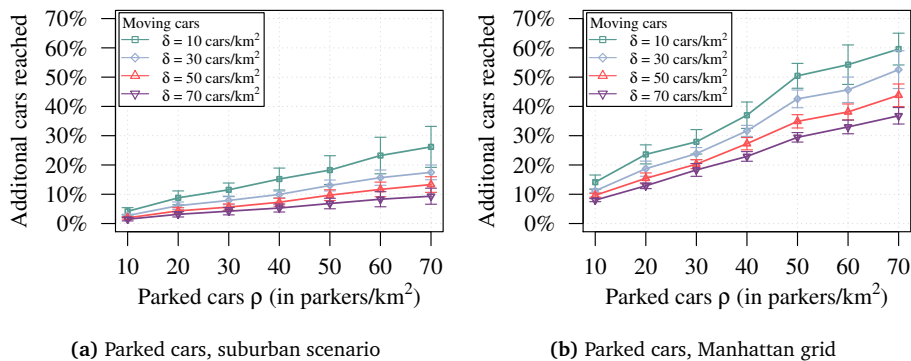 Additonal cars reached
70%
60%
50%
40%
30%
20%
10%
0%
Moving cars
δ = 10 cars/km²
δ = 30 cars/km²
δ = 50 cars/km²
δ = 70 cars/km²
10 20 30 40 50 60 70
Parked cars ρ (in parkers/km²)
(a) Parked cars, suburban scenario
Additonal cars reached
70%
60%
50%
40%
30%
20%
10%
0%
Moving cars
δ = 10 cars/km²
δ = 30 cars/km²
δ = 50 cars/km²
δ = 70 cars/km²
10 20 30 40 50 60 70
Parked cars ρ (in parkers/km²)
(b) Parked cars, Manhattan grid